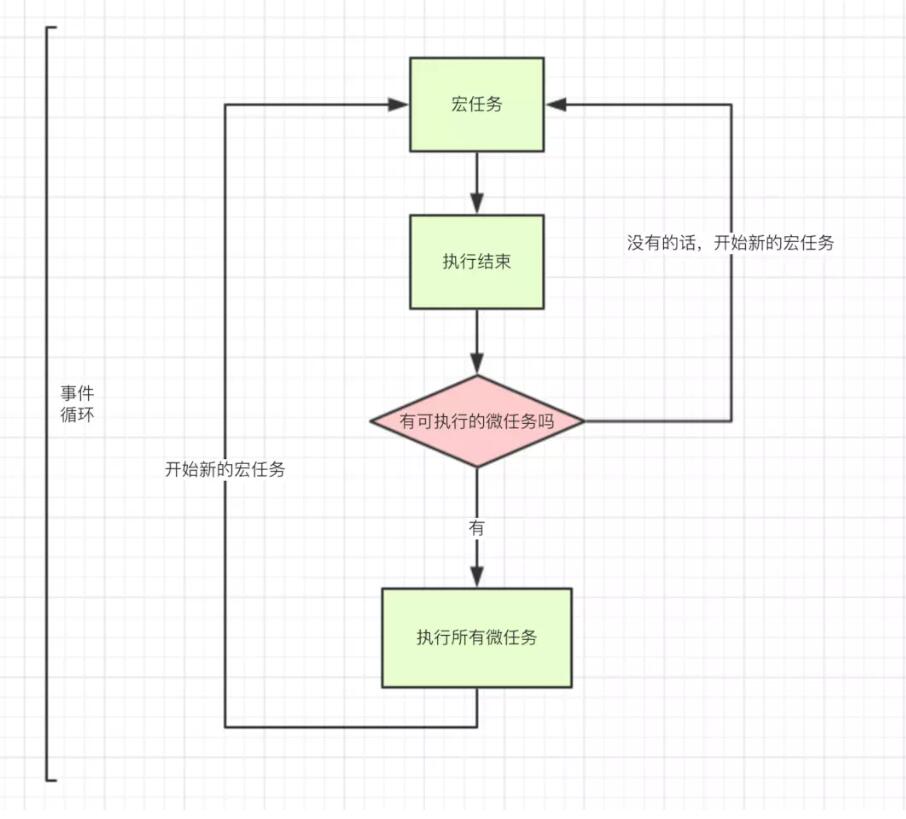 宏任务
执行结束
没有的话，开始新的宏任务
事件
循环
有可执行的微任务吗
开始新的宏任务
有
执行所有微任务